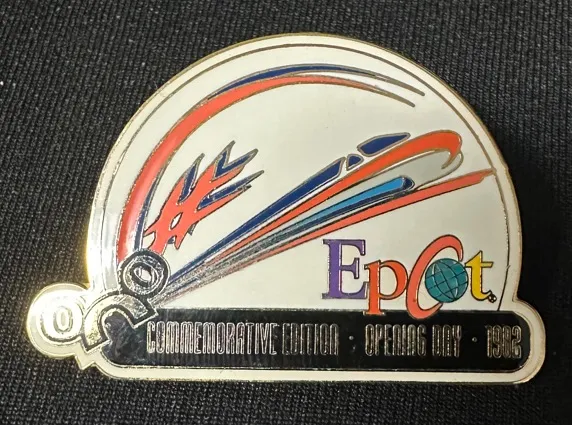 Epcot
COMMEMORATIVE EDITION · OPENING DAY · 1982